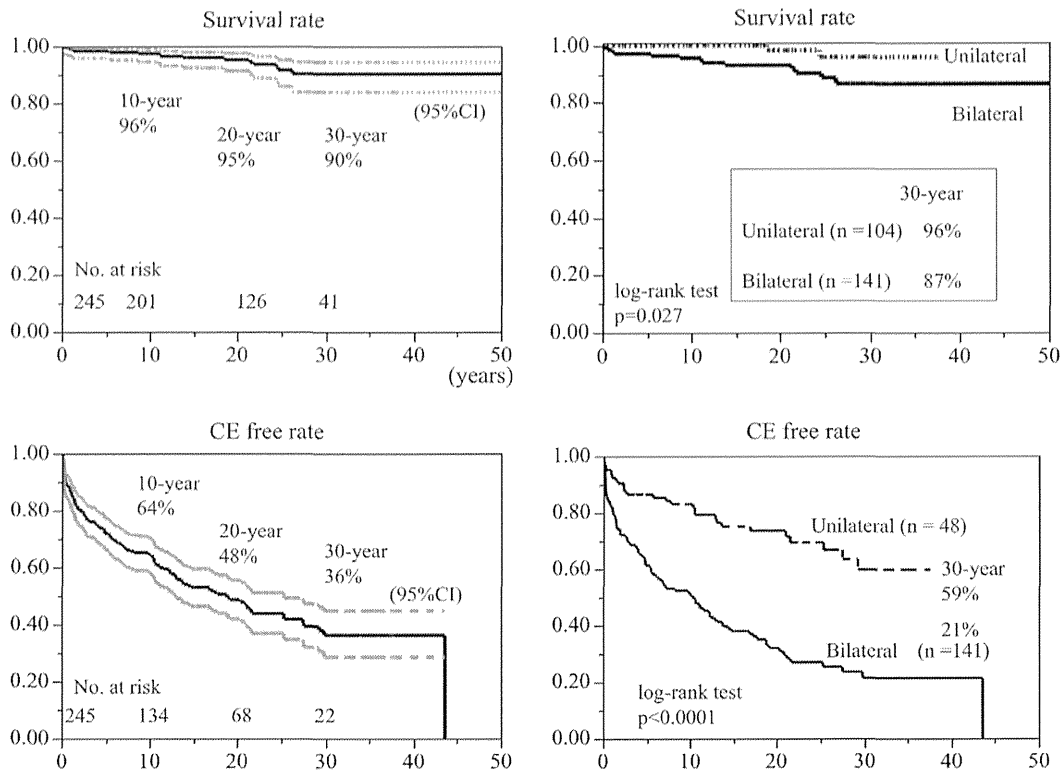 Survival rate
1.00
0.80
0.60
0.40
0.20
0.00
10-year
96%
20-year
95%
30-year
90%
(95%CI)
No. at risk
245 201 126 41
0 10 20 30 40 50
(years)
Survival rate
1.00
0.80
0.60
0.40
0.20
0.00
Unilateral
Bilateral
30-year
Unilateral (n =104) 96%
Bilateral (n =141) 87%
log-rank test
p=0.027
0 10 20 30 40 50
CE free rate
1.00
0.80
0.60
0.40
0.20
0.00
10-year
64%
20-year
48%
30-year
36%
(95%CI)
No. at risk
245 134 68 22
0 10 20 30 40 50
CE free rate
1.00
0.80
0.60
0.40
0.20
0.00
Unilateral (n = 48)
30-year
59%
21%
Bilateral (n =141)
log-rank test
p<0.0001
0 10 20 30 40 50